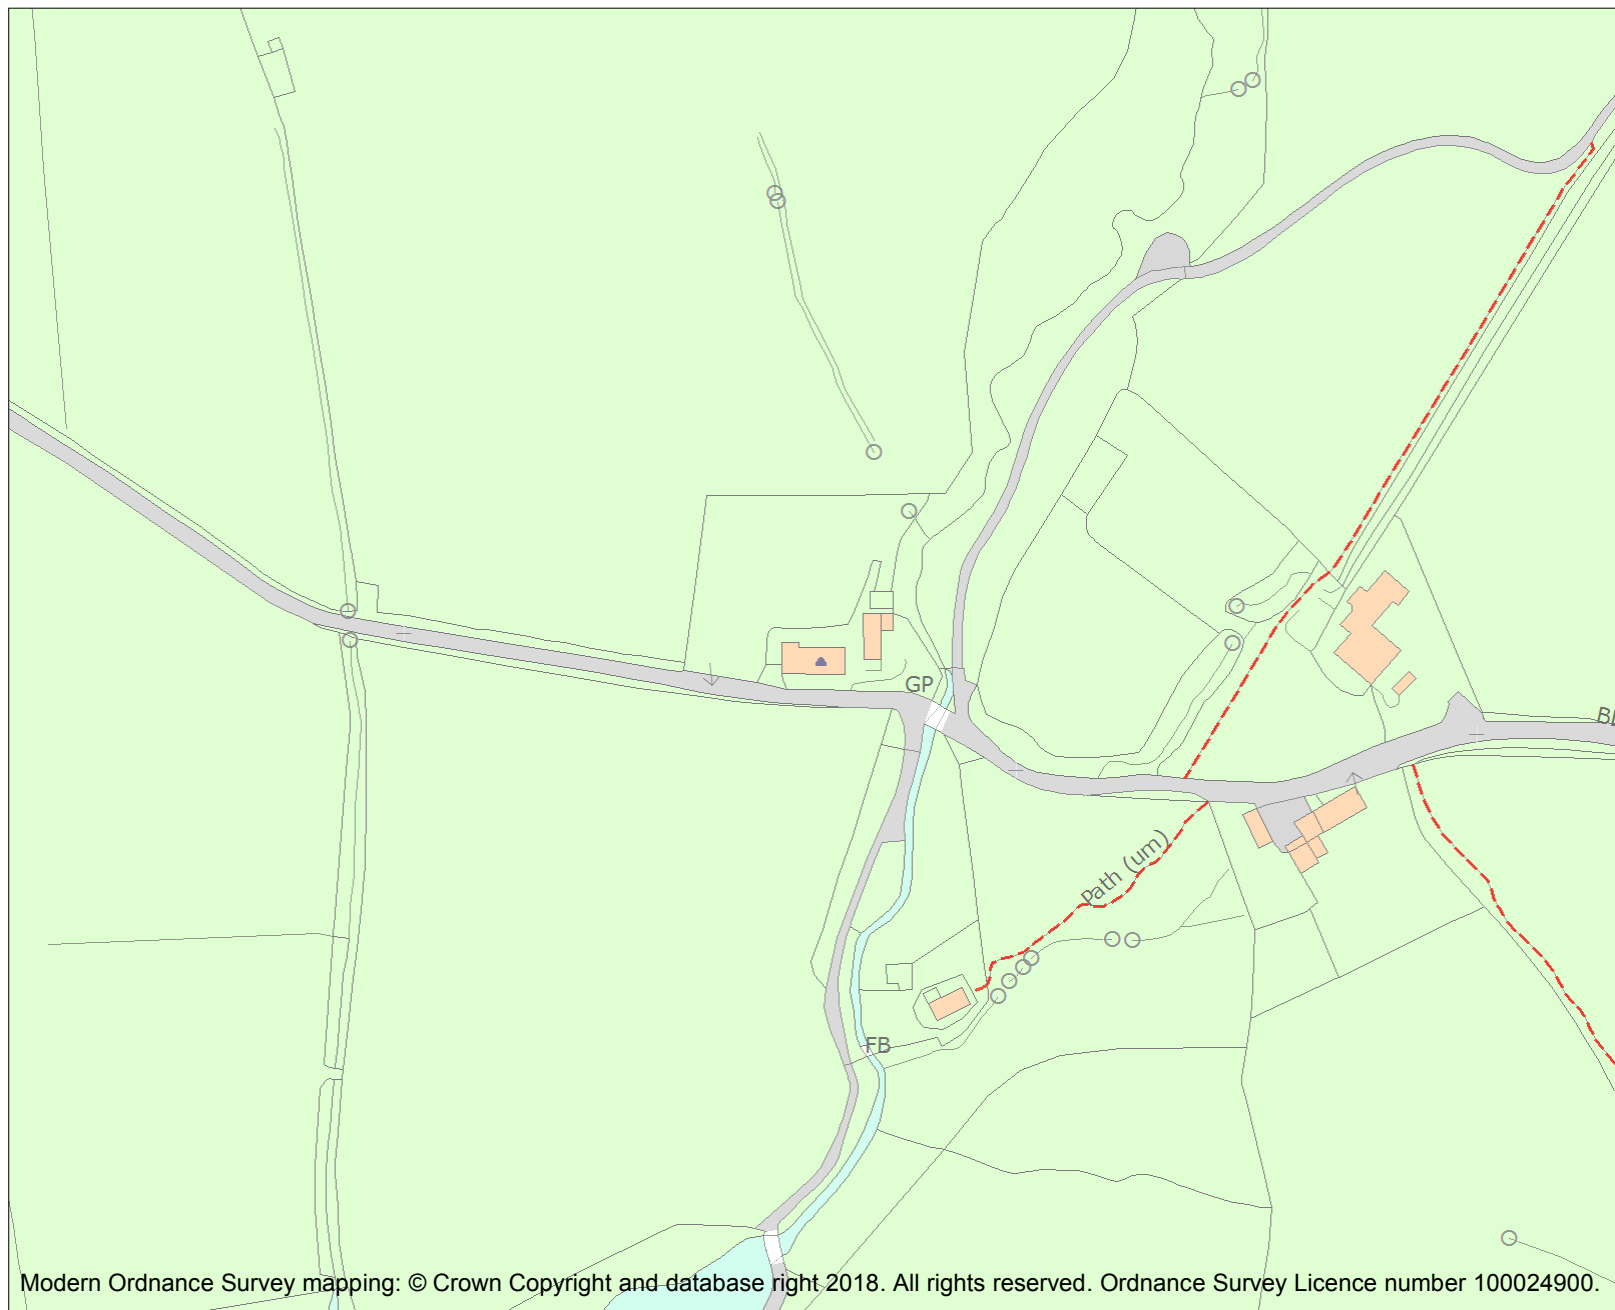 GP
Path (um)
FB
Modern Ordnance Survey mapping: © Crown Copyright and database right 2018. All rights reserved. Ordnance Survey Licence number 100024900.